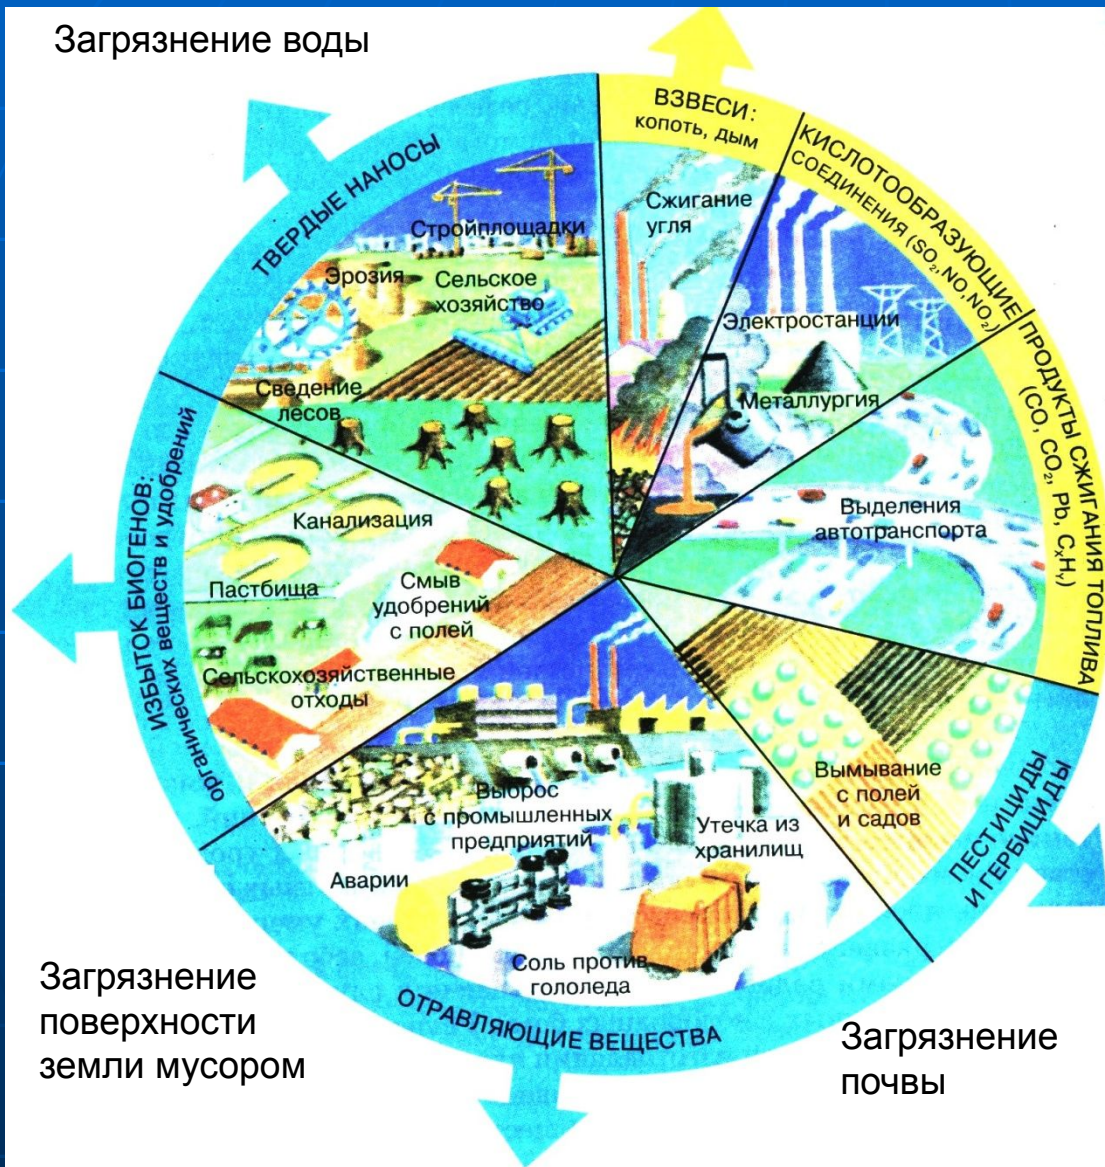 Загрязнение воды
ВЗВЕСИ:
копоть, дым
КИСЛОТООБРАЗУЮЩИЕ
СОЕДИНЕНИЯ (SO₂, NO, NO₂)
ПРОДУКТЫ СЖИГАНИЯ ТОПЛИВА
(CO, CO₂, Pb, CₓHᵧ)
ТВЕРДЫЕ НАНОСЫ
Сжигание
угля
Стройплощадки
Эрозия
Сельское
хозяйство
Электростанции
Сведение
лесов
Металлургия
ИЗБЫТОК БИОГЕНОВ:
органических веществ и удобрений
Канализация
Выделения
автотранспорта
Пастбища
Смыв
удобрений
с полей
Сельскохозяйственные
отходы
Вымывание
с полей
и садов
ПЕСТИЦИДЫ
И ГЕРБИЦИДЫ
Выброс
с промышленных
предприятий
Утечка из
хранилищ
Аварии
Соль против
гололеда
ОТРАВЛЯЮЩИЕ ВЕЩЕСТВА
Загрязнение
поверхности
земли мусором
Загрязнение
почвы